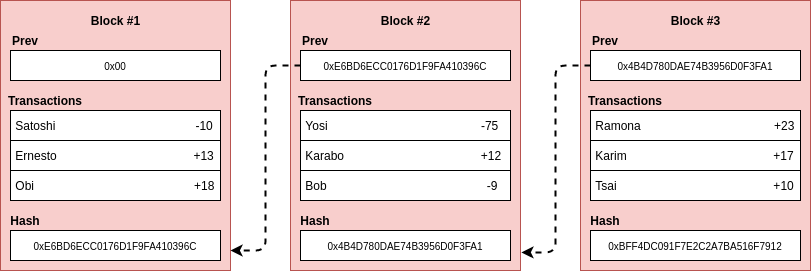 Block #1
Prev
0x00
Transactions
Satoshi -10
Ernesto +13
Obi +18
Hash
0xE6BD6ECC0176D1F9FA410396C
Block #2
Prev
0xE6BD6ECC0176D1F9FA410396C
Transactions
Yosi -75
Karabo +12
Bob -9
Hash
0x4B4D780DAE74B3956D0F3FA1
Block #3
Prev
0x4B4D780DAE74B3956D0F3FA1
Transactions
Ramona +23
Karim +17
Tsai +10
Hash
0xBFF4DC091F7E2C2A7BA516F7912